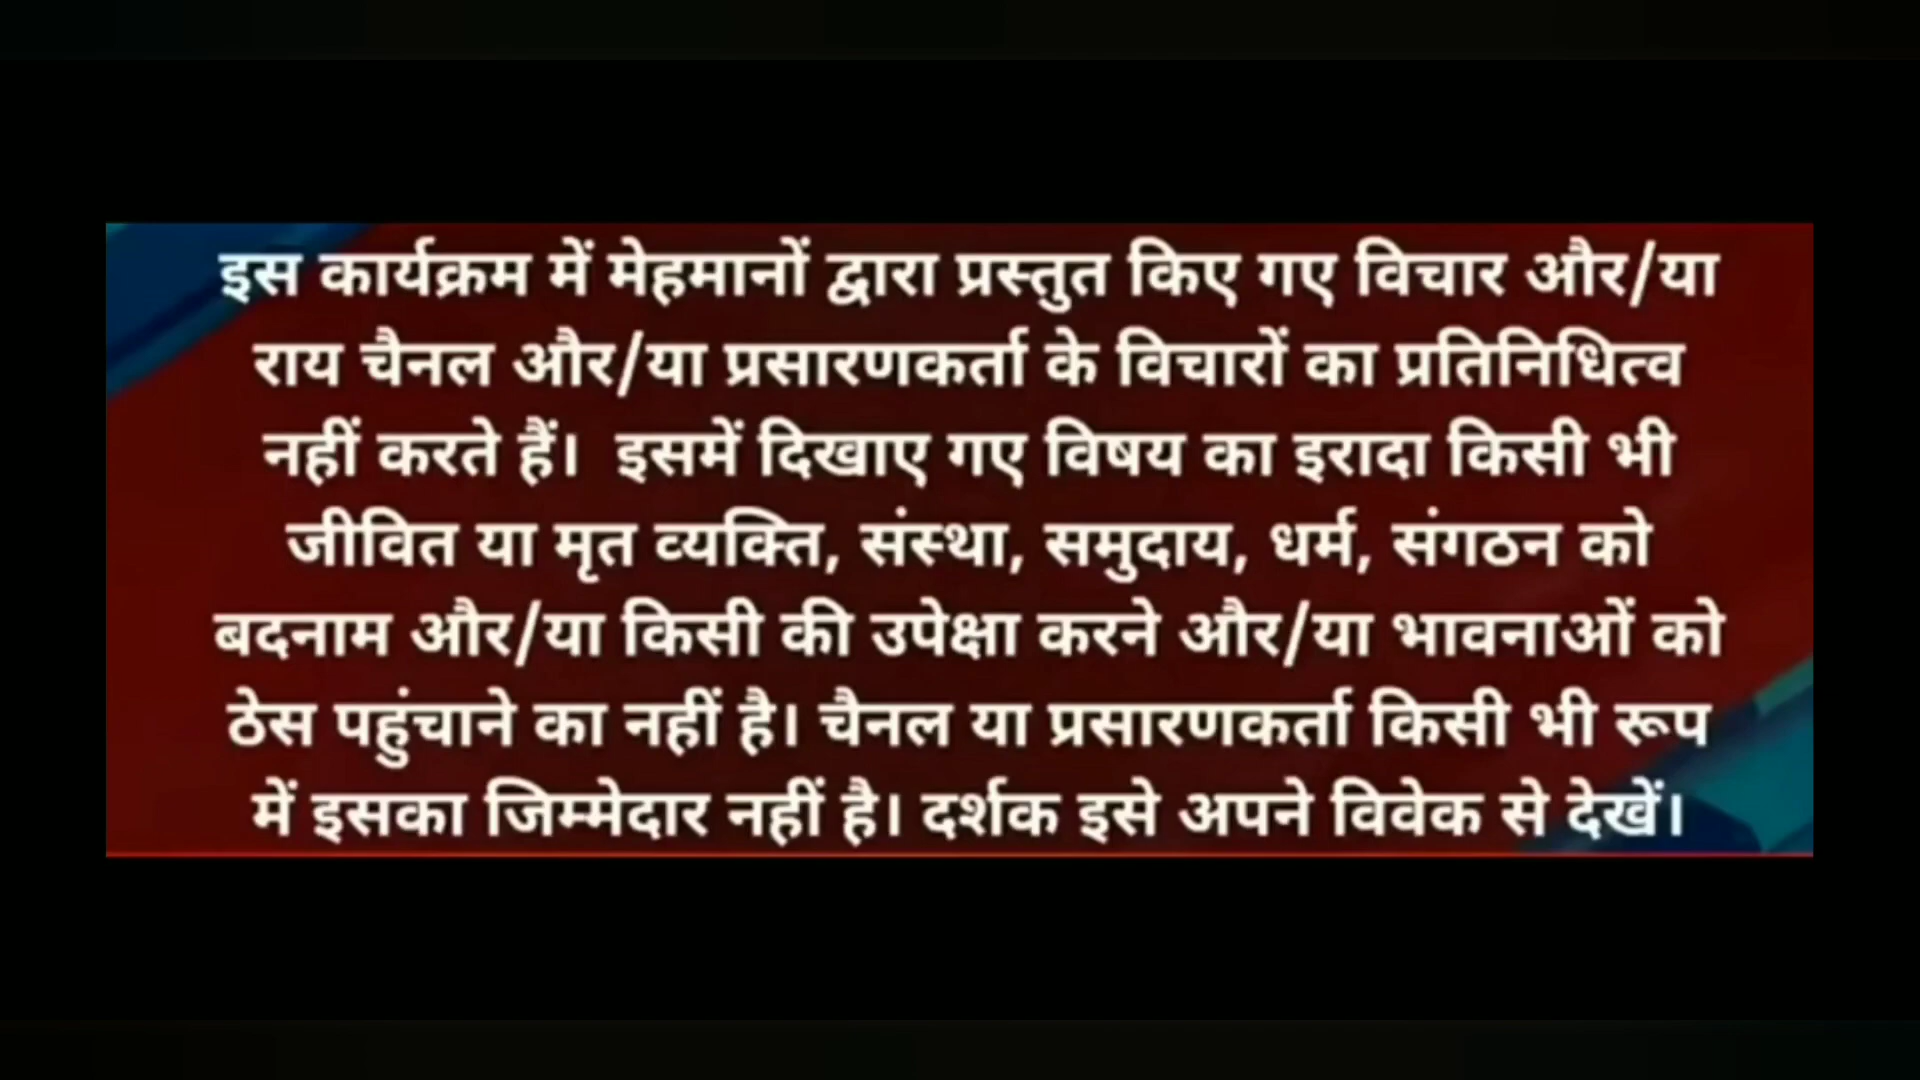 इस कार्यक्रम में मेहमानों द्वारा प्रस्तुत किए गए विचार और/या
राय चैनल और/या प्रसारणकर्ता के विचारों का प्रतिनिधित्व
नहीं करते हैं। इसमें दिखाए गए विषय का इरादा किसी भी
जीवित या मृत व्यक्ति, संस्था, समुदाय, धर्म, संगठन को
बदनाम और/या किसी की उपेक्षा करने और/या भावनाओं को
ठेस पहुंचाने का नहीं है। चैनल या प्रसारणकर्ता किसी भी रूप
में इसका जिम्मेदार नहीं है। दर्शक इसे अपने विवेक से देखें।